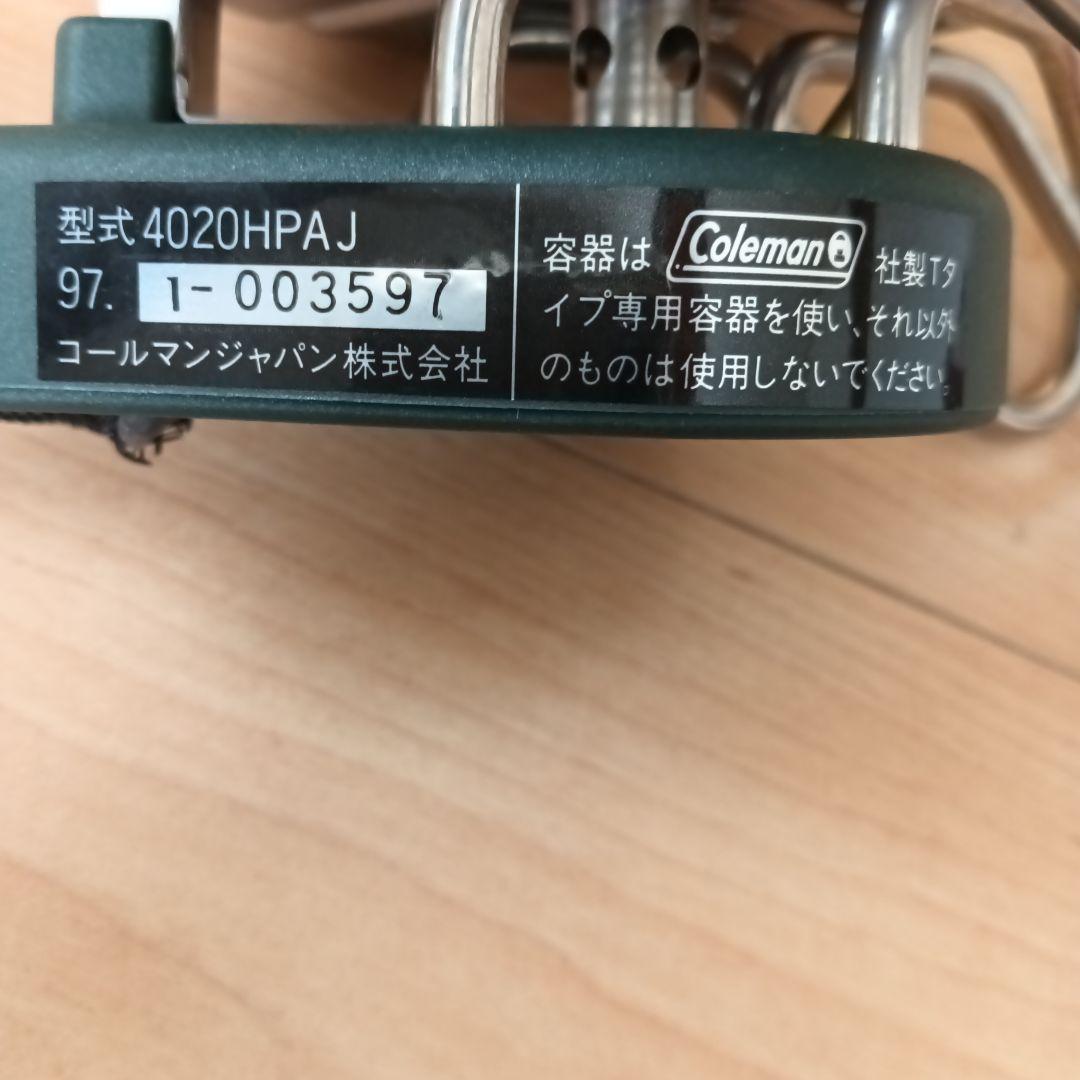 型式4020HPAJ
97. 1-003597
コールマンジャパン株式会社
容器は Coleman 社製Tタ
イプ専用容器を使い、それ以外
のものは使用しないでください。